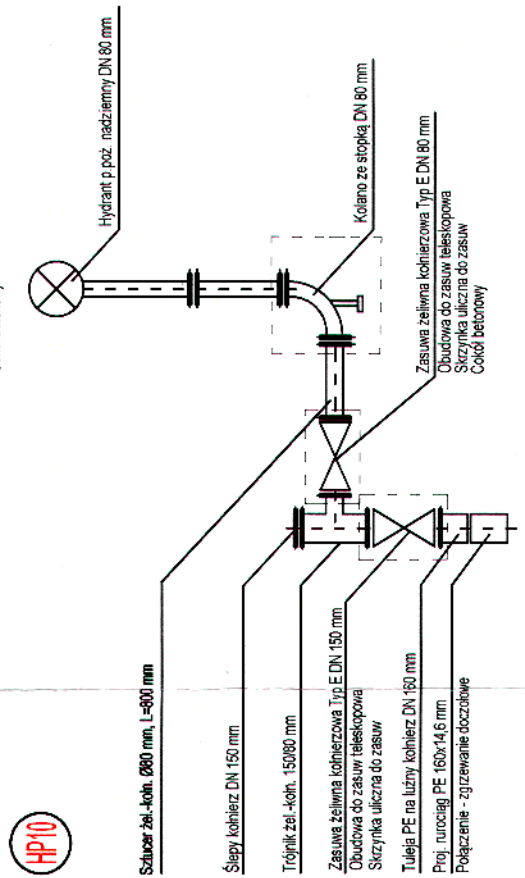 HP10
Hydrant p.poż. nadziemny DN 80 mm
Kolano ze stopką DN 80 mm
Zasuwa żeliwna kołnierzowa Typ E DN 80 mm
Obudowa do zasuw teleskopowa
Skrzynka uliczna do zasuw
Cokół betonowy
Sztucer żel.-kołn. Ø80 mm, L=800 mm
Ślepy kołnierz DN 150 mm
Trójnik żel.-kołn. 150/80 mm
Zasuwa żeliwna kołnierzowa Typ E DN 150 mm
Obudowa do zasuw teleskopowa
Skrzynka uliczna do zasuw
Tuleja PE na luźny kołnierz DN 160 mm
Proj. rurociąg PE 160x14,6 mm
Połączenie - zgrzewanie doczołowe